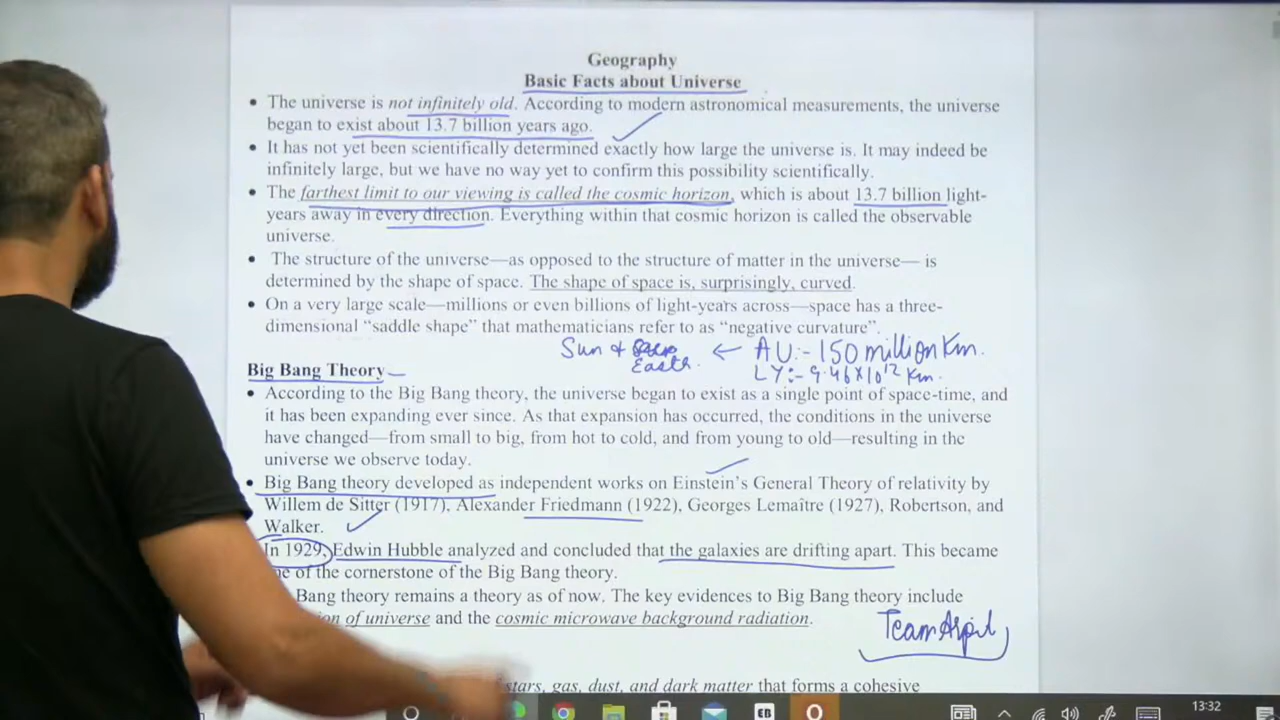 Geography
Basic Facts about Universe
• The universe is not infinitely old. According to modern astronomical measurements, the universe
began to exist about 13.7 billion years ago.
• It has not yet been scientifically determined exactly how large the universe is. It may indeed be
infinitely large, but we have no way yet to confirm this possibility scientifically.
• The farthest limit to our viewing is called the cosmic horizon, which is about 13.7 billion light-
years away in every direction. Everything within that cosmic horizon is called the observable
universe.
• The structure of the universe—as opposed to the structure of matter in the universe— is
determined by the shape of space. The shape of space is, surprisingly, curved.
• On a very large scale—millions or even billions of light-years across—space has a three-
dimensional “saddle shape” that mathematicians refer to as “negative curvature”.
Sun & Earth ← AU:- 150 million Km.
LY:- 9.46x10¹² Km.
Big Bang Theory
• According to the Big Bang theory, the universe began to exist as a single point of space-time, and
it has been expanding ever since. As that expansion has occurred, the conditions in the universe
have changed—from small to big, from hot to cold, and from young to old—resulting in the
universe we observe today.
• Big Bang theory developed as independent works on Einstein’s General Theory of relativity by
Willem de Sitter (1917), Alexander Friedmann (1922), Georges Lemaître (1927), Robertson, and
Walker.
In 1929, Edwin Hubble analyzed and concluded that the galaxies are drifting apart. This became
of the cornerstone of the Big Bang theory.
Bang theory remains a theory as of now. The key evidences to Big Bang theory include
of universe and the cosmic microwave background radiation.
Team
stars, gas, dust, and dark matter that forms a cohesive
EB
13:32